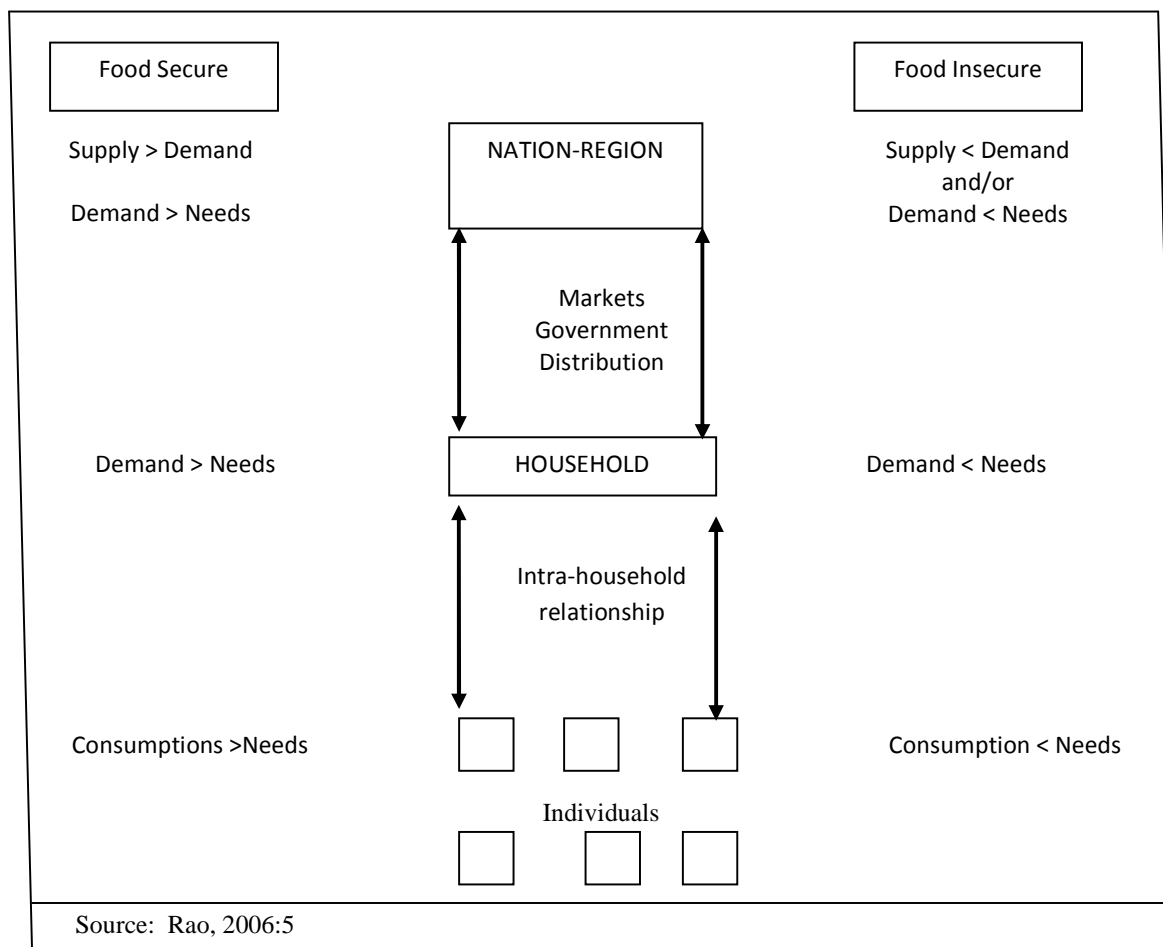 Food Secure
Food Insecure
Supply > Demand
NATION-REGION
Supply < Demand
and/or
Demand > Needs
Demand < Needs
Markets
Government
Distribution
Demand > Needs
HOUSEHOLD
Demand < Needs
Intra-household
relationship
Consumptions >Needs
Consumption < Needs
Individuals
Source:  Rao, 2006:5